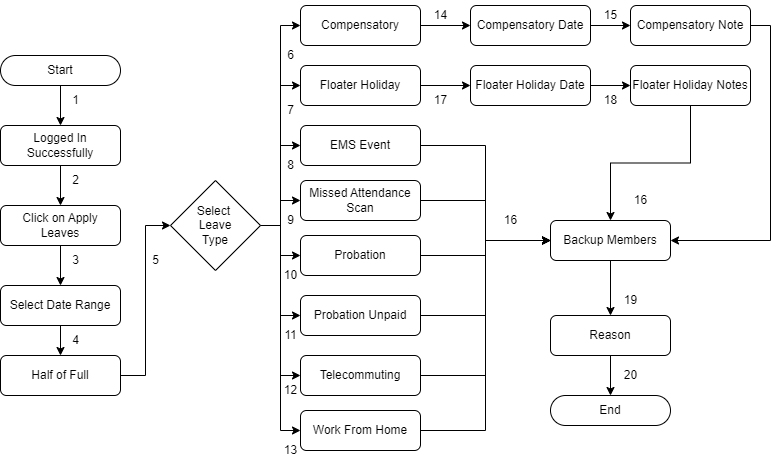 Start
1
Logged In
Successfully
2
Click on Apply
Leaves
3
Select Date Range
4
Half of Full
5
Select
Leave
Type
6
Compensatory
14
Compensatory Date
15
Compensatory Note
7
Floater Holiday
17
Floater Holiday Date
18
Floater Holiday Notes
8
EMS Event
9
Missed Attendance
Scan
10
Probation
11
Probation Unpaid
12
Telecommuting
13
Work From Home
16
16
Backup Members
19
Reason
20
End